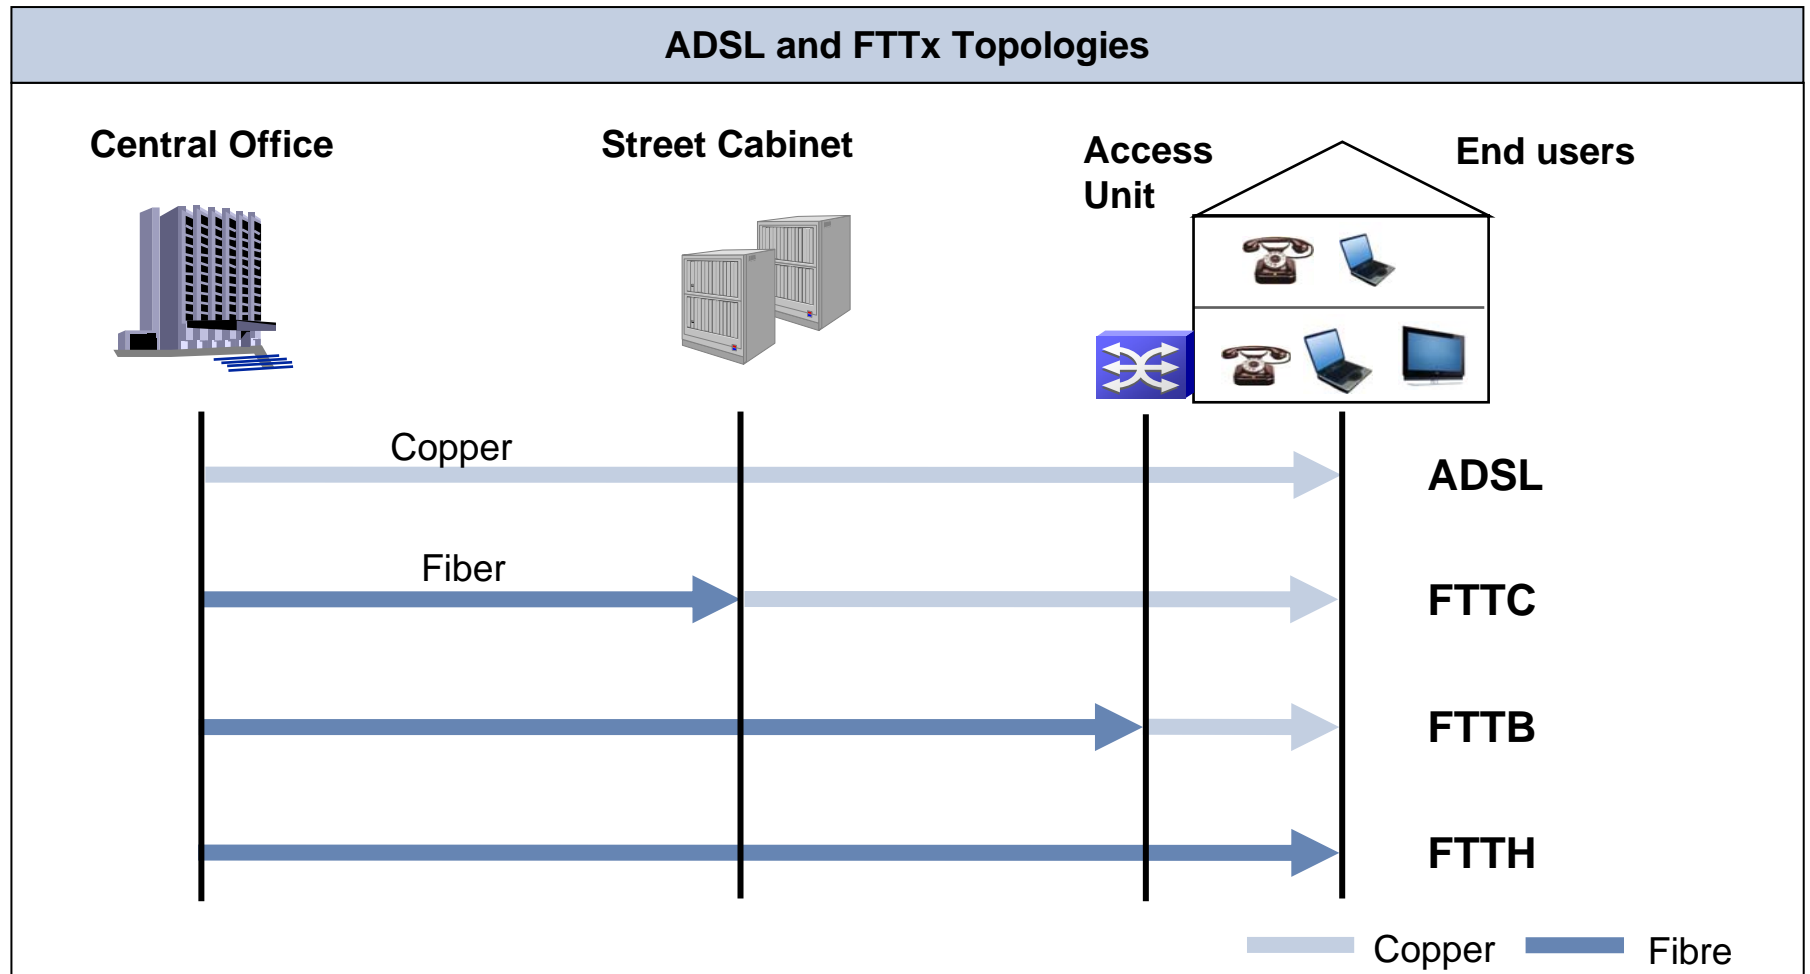 ADSL and FTTx Topologies
Central Office
Street Cabinet
Access
Unit
End users
Copper
ADSL
Fiber
FTTC
FTTB
FTTH
Copper
Fibre